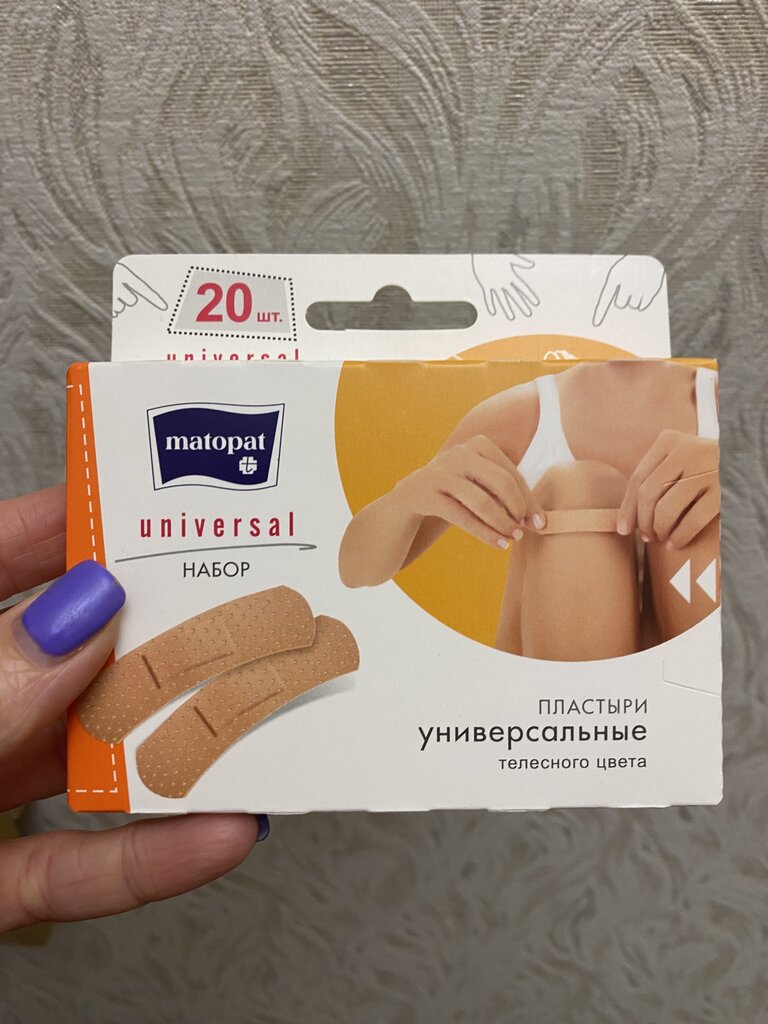 20 шт.
universal
matopat
universal
НАБОР
ПЛАСТЫРИ
универсальные
телесного цвета